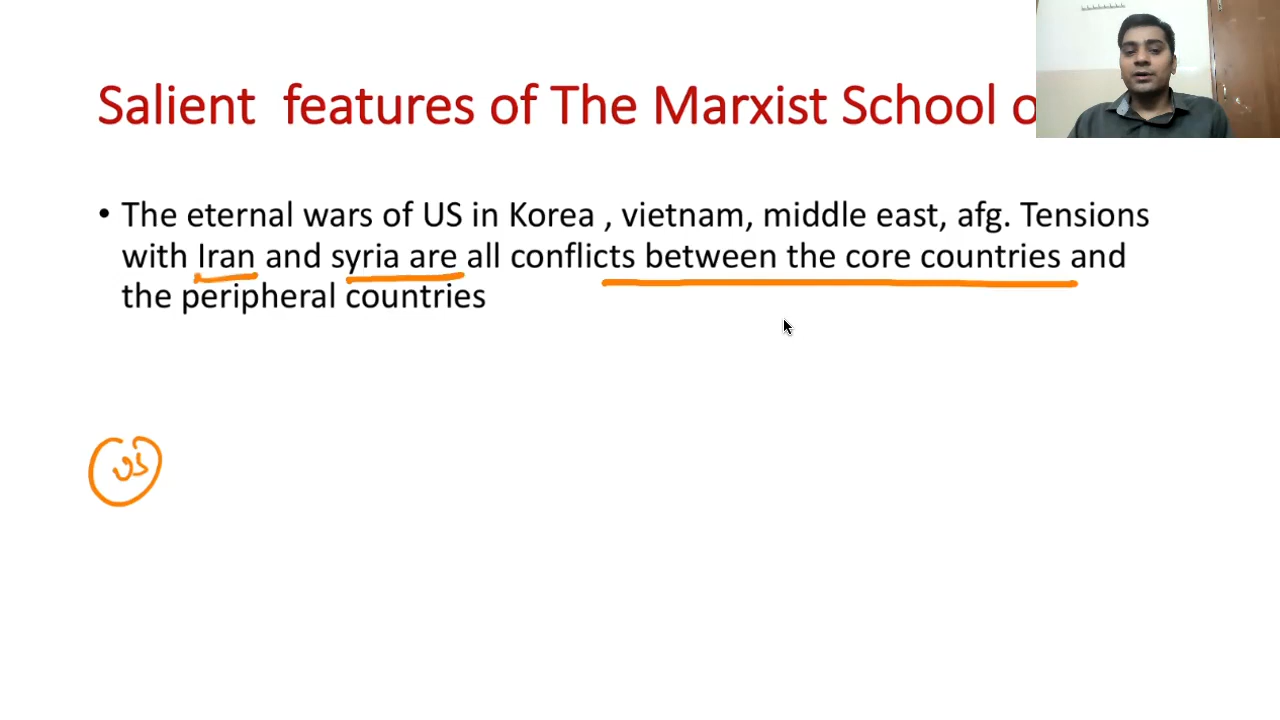 Salient features of The Marxist School o
• The eternal wars of US in Korea , vietnam, middle east, afg. Tensions
with Iran and syria are all conflicts between the core countries and
the peripheral countries
US